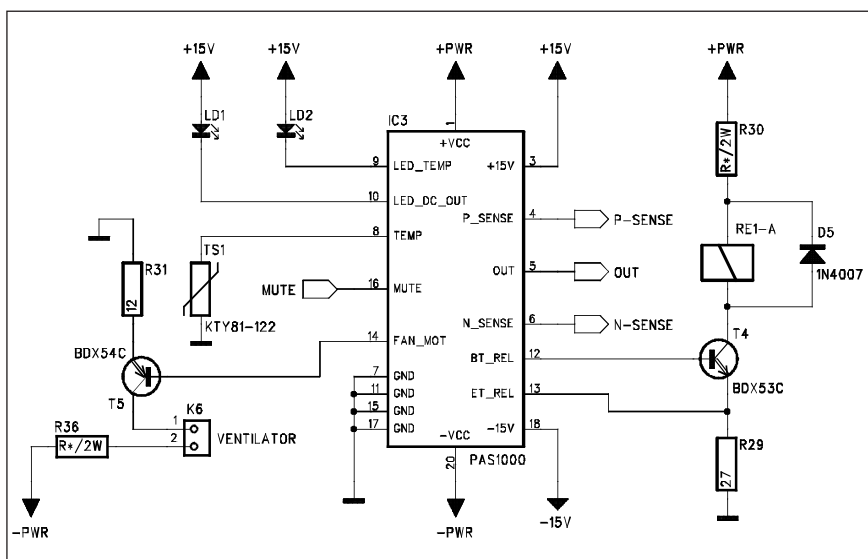 +15V
+15V
+PWR
+15V
+PWR
LD1
LD2
IC3
1
+VCC
R30
R*/2W
9
LED_TEMP
+15V
3
10
LED_DC_OUT
P_SENSE
4
P-SENSE
8
TEMP
TS1
RE1-A
D5
1N4007
R31
12
OUT
5
OUT
MUTE
16
MUTE
KTY81-122
N_SENSE
6
N-SENSE
T4
14
FAN_MOT
BDX54C
BT_REL
12
7
GND
BDX53C
T5
11
GND
ET_REL
13
K6
15
GND
1
2
VENTILATOR
17
GND
-15V
18
R36
R*/2W
-VCC
R29
27
20
PAS1000
-PWR
-PWR
-15V